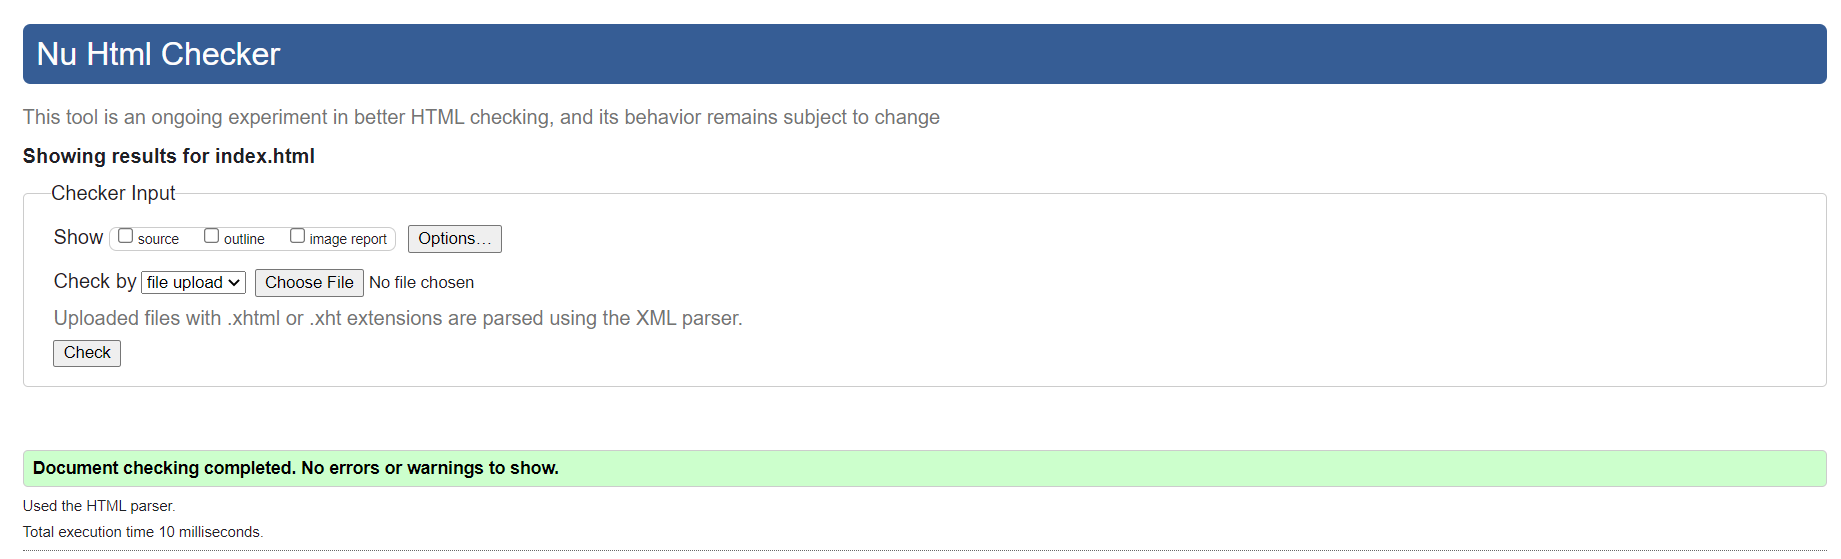 Nu Html Checker
This tool is an ongoing experiment in better HTML checking, and its behavior remains subject to change
Showing results for index.html
Checker Input
Show source outline image report Options...
Check by file upload Choose File No file chosen
Uploaded files with .xhtml or .xht extensions are parsed using the XML parser.
Check
Document checking completed. No errors or warnings to show.
Used the HTML parser.
Total execution time 10 milliseconds.